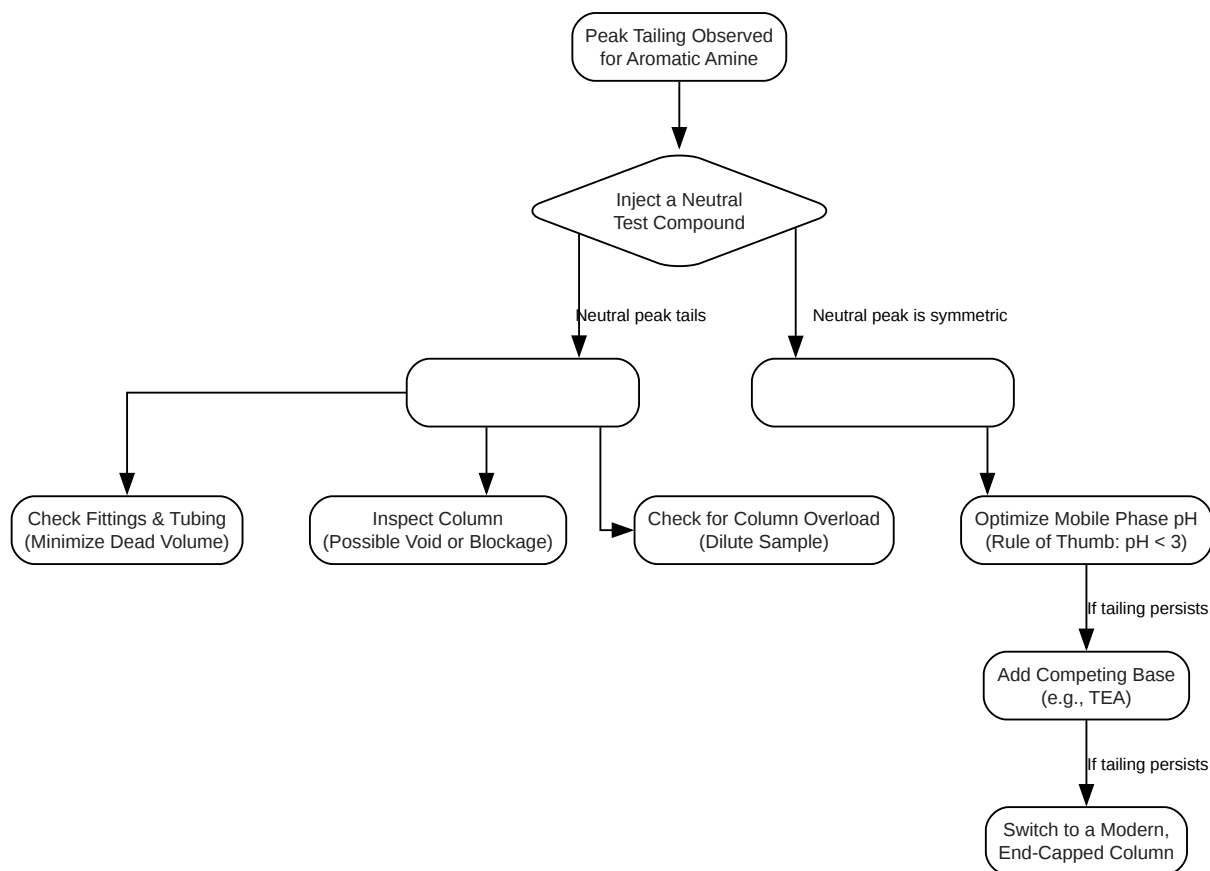 Peak Tailing Observed
for Aromatic Amine
Inject a Neutral
Test Compound
Neutral peak tails
Neutral peak is symmetric
Check Fittings & Tubing
(Minimize Dead Volume)
Inspect Column
(Possible Void or Blockage)
Check for Column Overload
(Dilute Sample)
Optimize Mobile Phase pH
(Rule of Thumb: pH < 3)
If tailing persists
Add Competing Base
(e.g., TEA)
If tailing persists
Switch to a Modern,
End-Capped Column